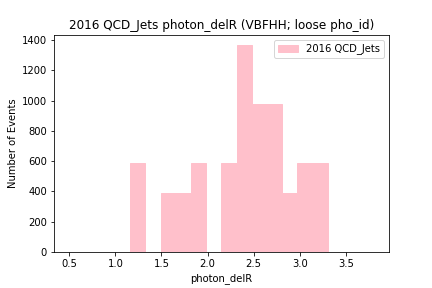 2016 QCD_Jets photon_delR (VBFHH; loose pho_id)
2016 QCD_Jets
1400
1200
1000
800
600
400
200
0
Number of Events
0.5 1.0 1.5 2.0 2.5 3.0 3.5
photon_delR